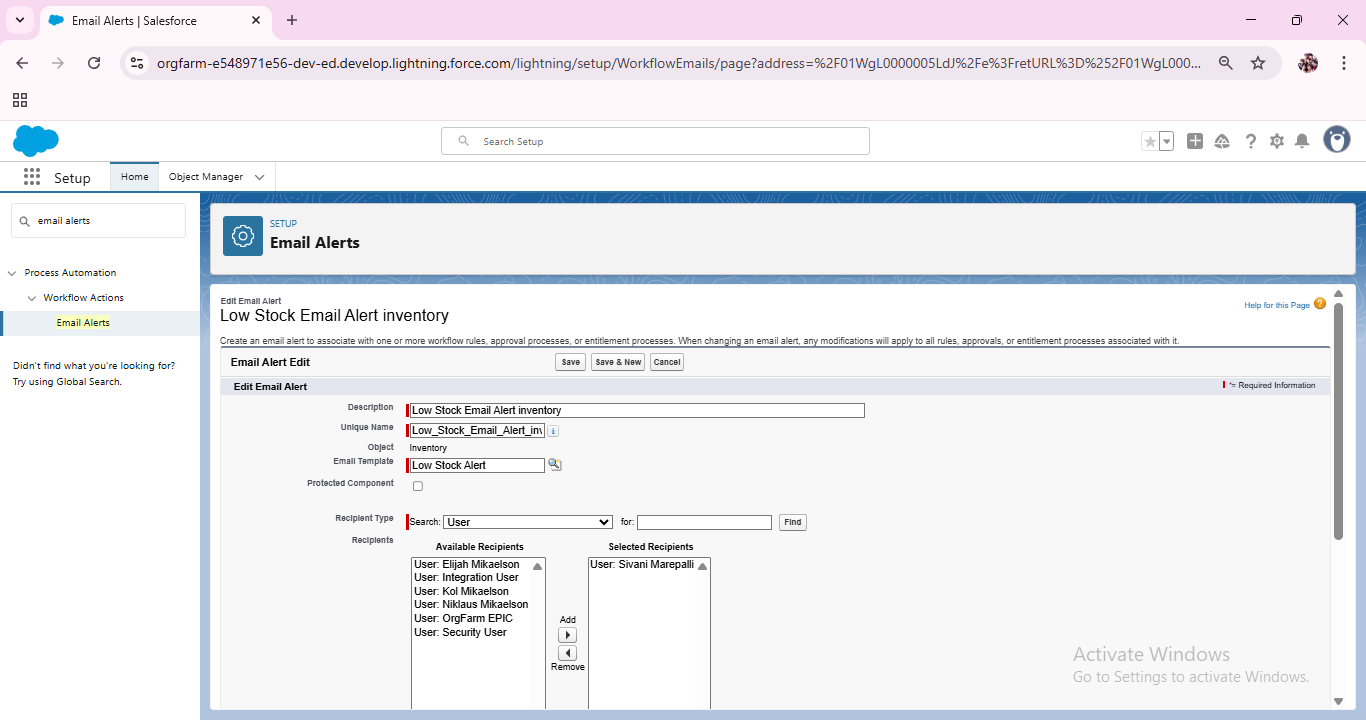 Email Alerts | Salesforce
orgfarm-e548971e56-dev-ed.develop.lightning.force.com/lightning/setup/WorkflowEmails/page?address=%2F01WgL0000005LdJ%2Fe%3FretURL%3D%252F01WgL000...
Search Setup
Setup
Home
Object Manager
email alerts
Process Automation
Workflow Actions
Email Alerts
Didn't find what you're looking for?
Try using Global Search.
SETUP
Email Alerts
Edit Email Alert
Low Stock Email Alert inventory
Help for this Page
Create an email alert to associate with one or more workflow rules, approval processes, or entitlement processes. When changing an email alert, any modifications will apply to all rules, approvals, or entitlement processes associated with it.
Email Alert Edit
Save
Save & New
Cancel
Edit Email Alert
= Required Information
Description
Low Stock Email Alert inventory
Unique Name
Low_Stock_Email_Alert_inv
Object
Inventory
Email Template
Low Stock Alert
Protected Component
Recipient Type
Search:
User
for:
Find
Recipients
Available Recipients
User: Elijah Mikaelson
User: Integration User
User: Kol Mikaelson
User: Niklaus Mikaelson
User: OrgFarm EPIC
User: Security User
Add
Remove
Selected Recipients
User: Sivani Marepalli
Activate Windows
Go to Settings to activate Windows.